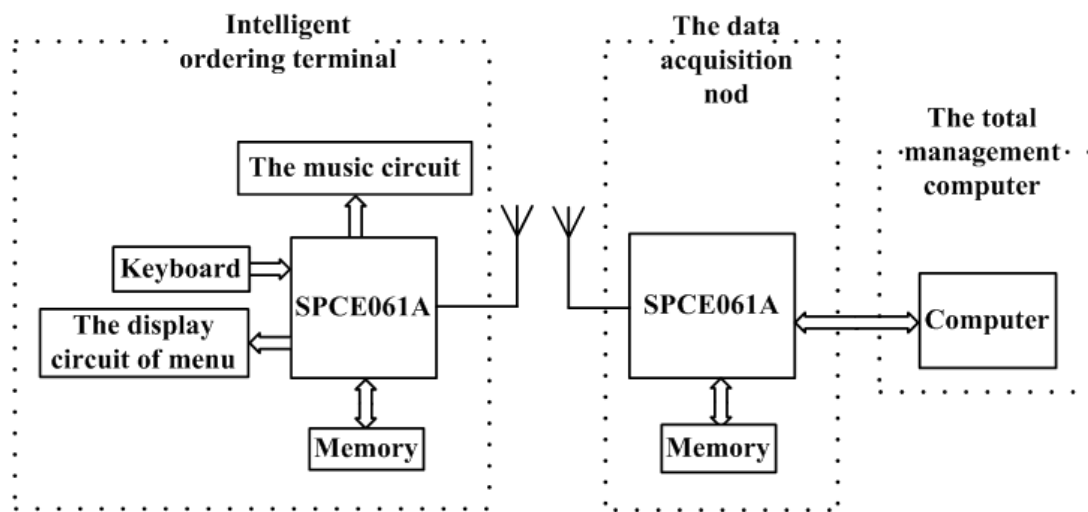 Intelligent
ordering terminal
The music circuit
Keyboard
SPCE061A
The display
circuit of menu
Memory
The data
acquisition
nod
SPCE061A
Memory
The total
management
computer
Computer